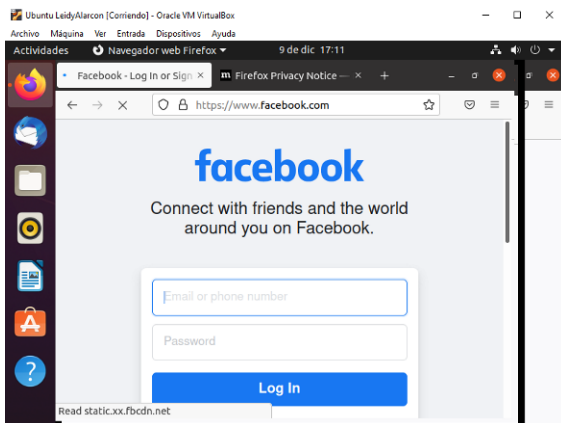 Ubuntu LeidyAlarcon [Corriendo] - Oracle VM VirtualBox
Archivo Máquina Ver Entrada Dispositivos Ayuda
Actividades Navegador web Firefox 9 de dic 17:11
Facebook - Log In or Sign Firefox Privacy Notice —
https://www.facebook.com
facebook
Connect with friends and the world
around you on Facebook.
Email or phone number
Password
Log In
Read static.xx.fbcdn.net